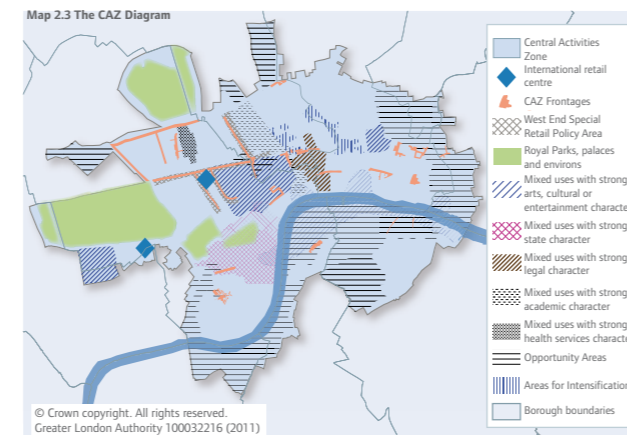 Map 2.3 The CAZ Diagram
Central Activities
Zone
International retail
centre
CAZ Frontages
West End Special
Retail Policy Area
Royal Parks, palaces
and environs
Mixed uses with strong
arts, cultural or
entertainment characte
Mixed uses with strong
state character
Mixed uses with strong
legal character
Mixed uses with strong
academic character
Mixed uses with strong
health services characte
Opportunity Areas
Areas for Intensification
Borough boundaries
© Crown copyright. All rights reserved.
Greater London Authority 100032216 (2011)